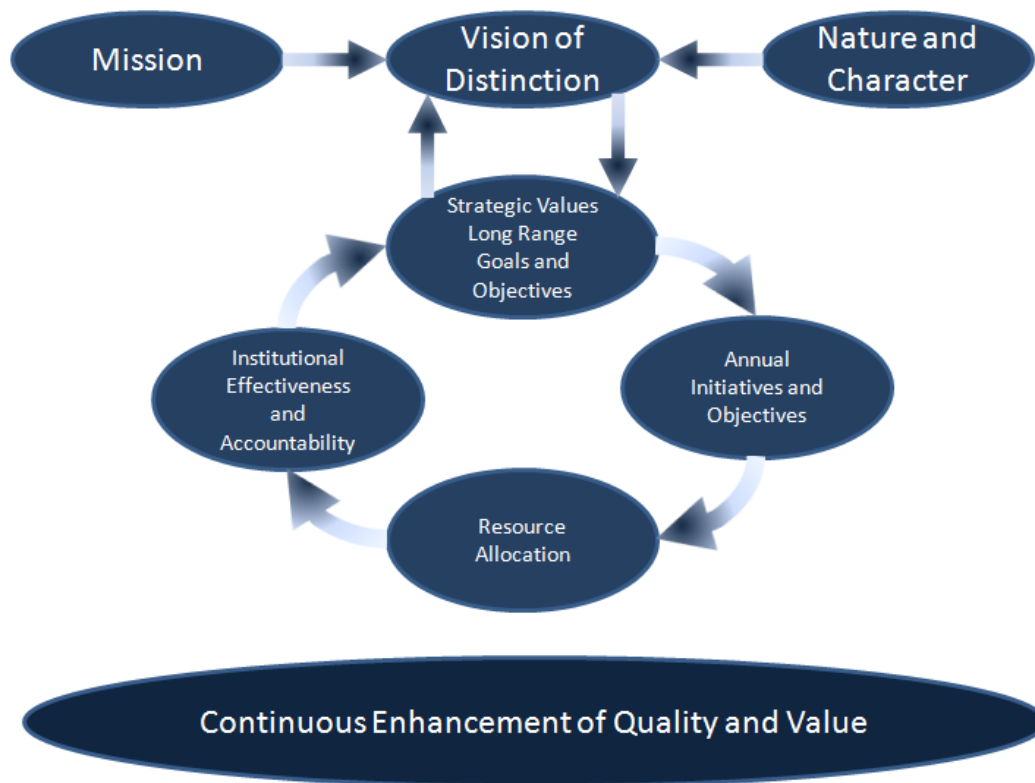 Mission
Vision of
Distinction
Nature and
Character
Strategic Values
Long Range
Goals and
Objectives
Institutional
Effectiveness
and
Accountability
Annual
Initiatives and
Objectives
Resource
Allocation
Continuous Enhancement of Quality and Value